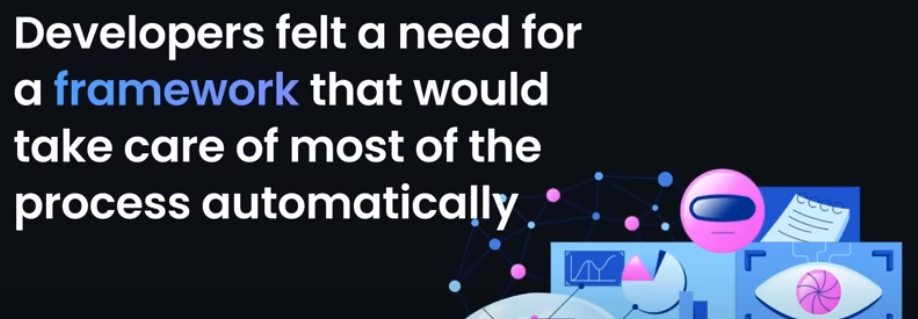 Developers felt a need for
a framework that would
take care of most of the
process automatically